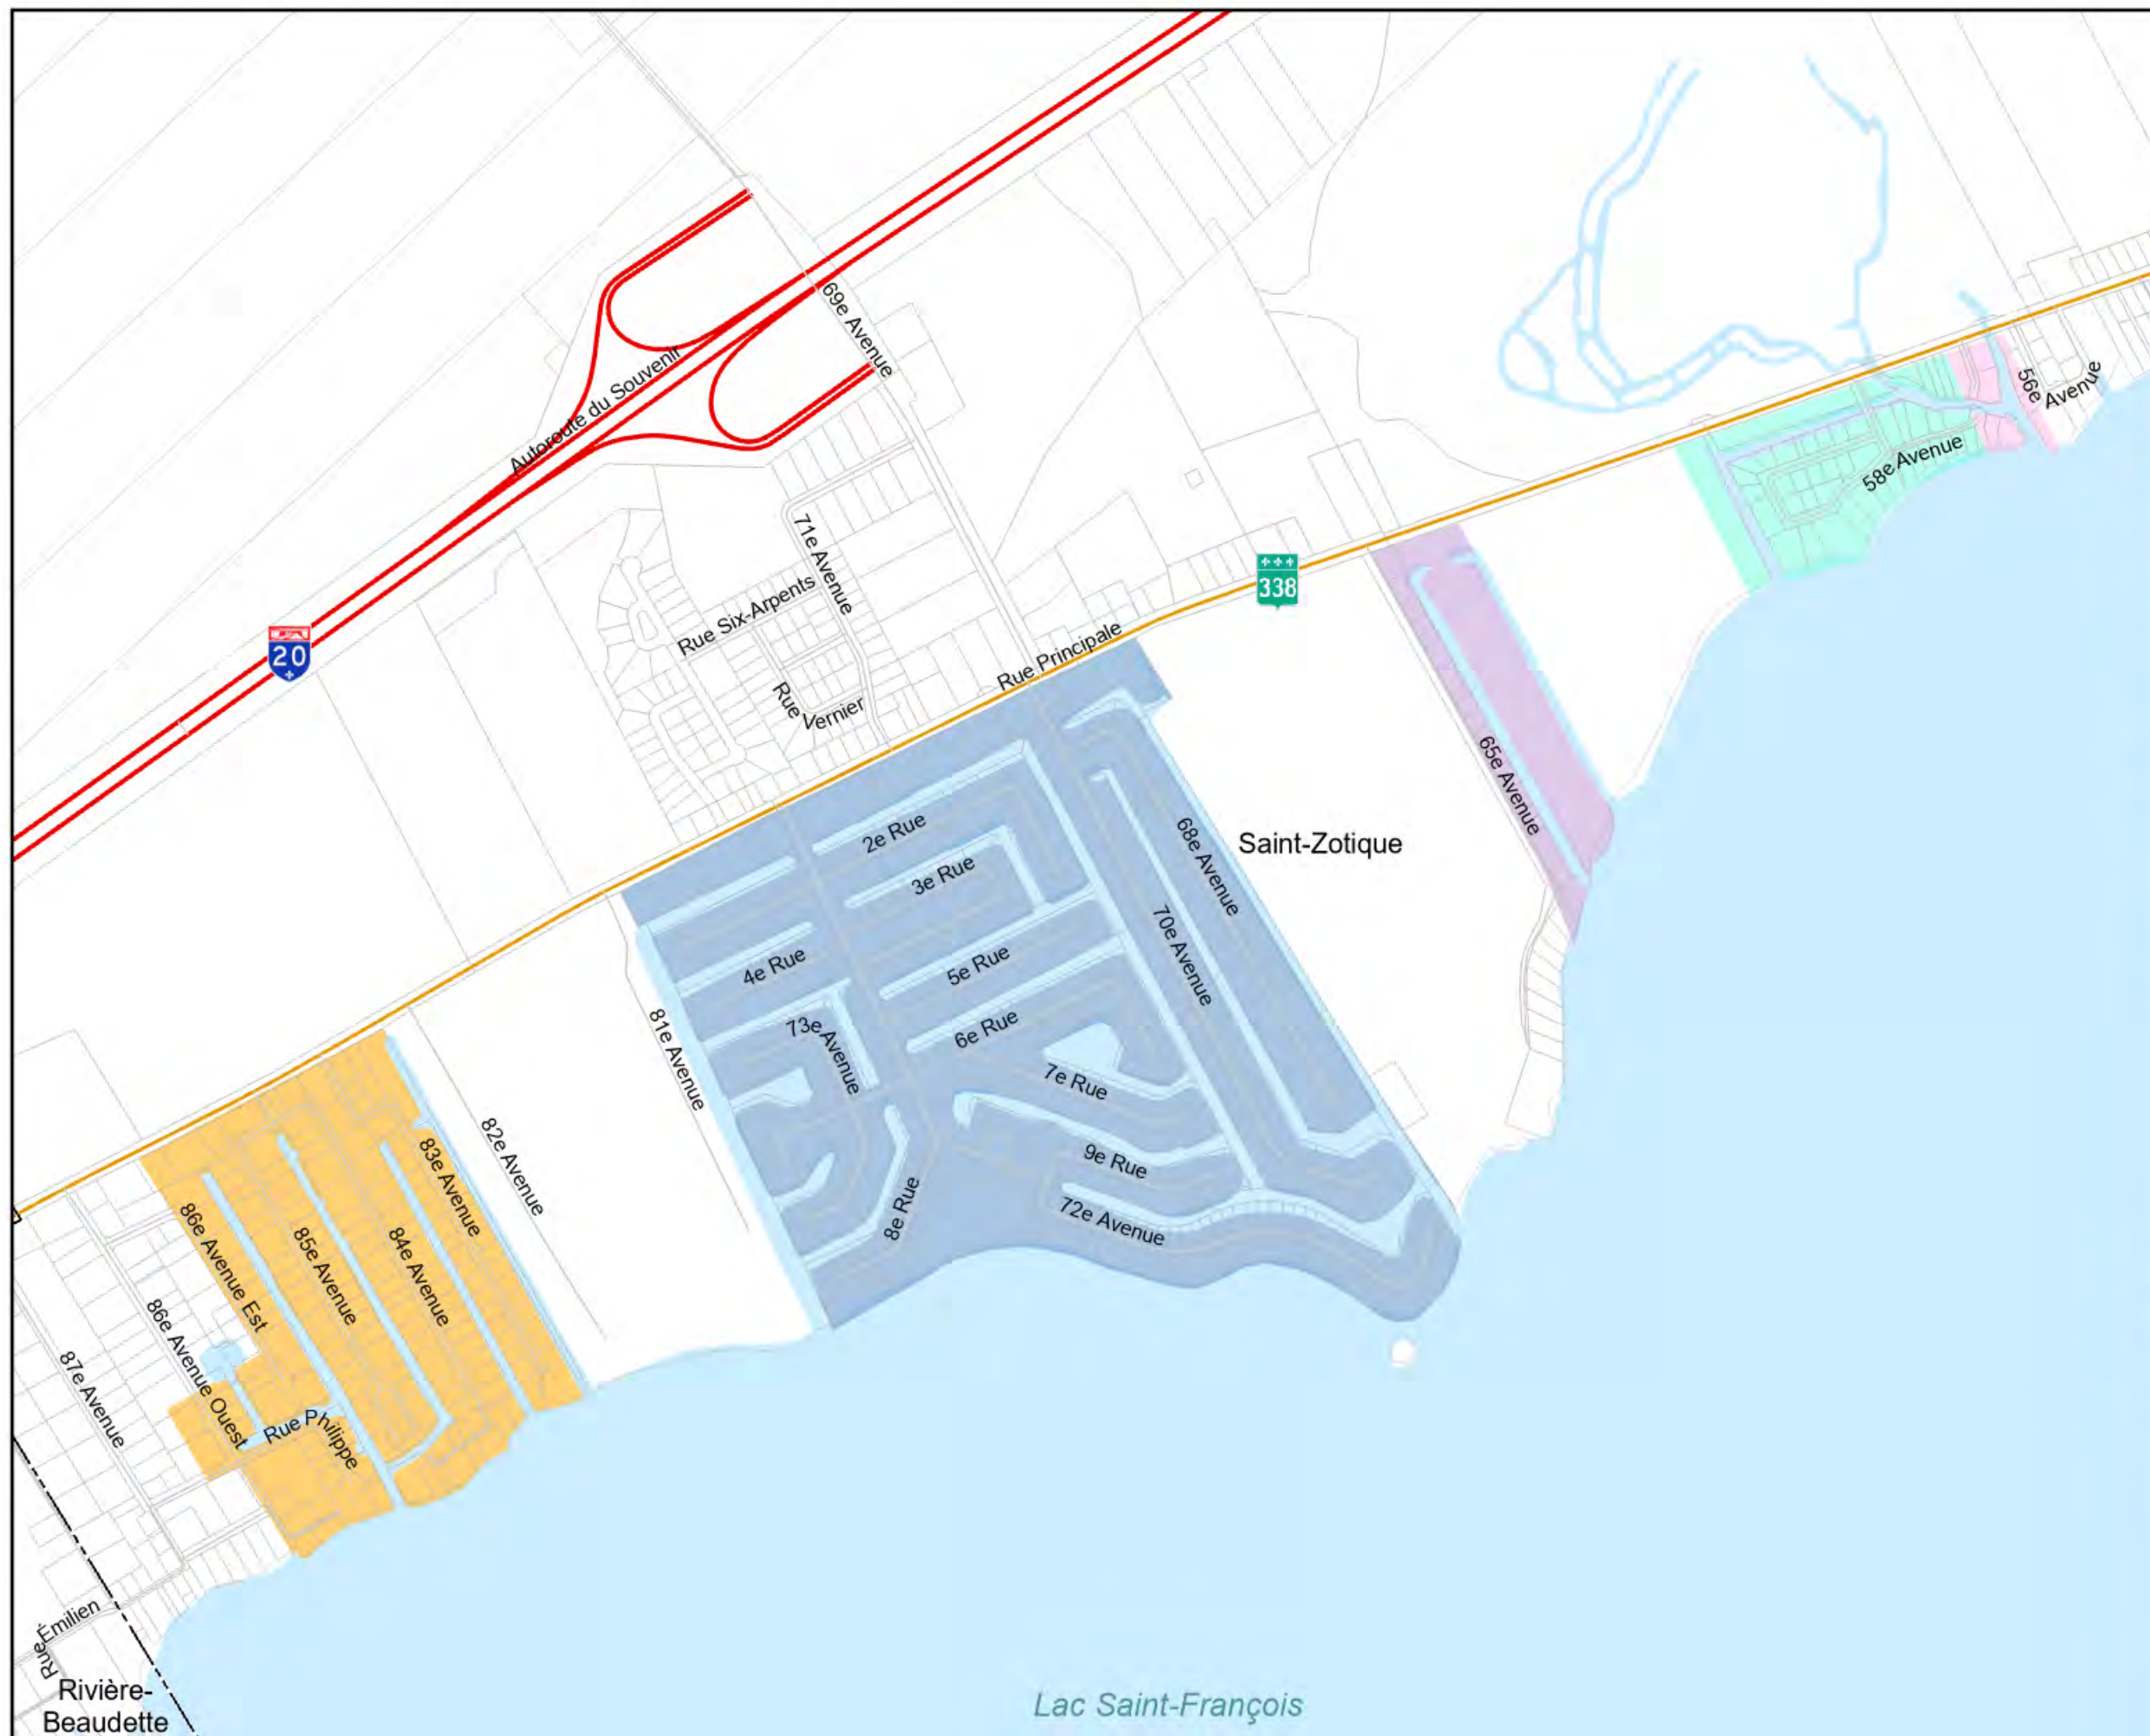 69e Avenue
Autoroute du Souvenir
56e
Avenue
58e Avenue
71e Avenue
338
Rue Six-Arpents
20
Rue Principale
Rue
Vernier
65e Avenue
2e Rue
68e Avenue
Saint-Zotique
3e Rue
70e Avenue
4e Rue
5e Rue
81e Avenue
73e Avenue
6e Rue
7e Rue
82e Avenue
83e Avenue
9e Rue
8e Rue
72e Avenue
86e Avenue Est
85e Avenue
84e Avenue
86e Avenue Ouest
87e Avenue
Rue Philippe
Rue Émilien
Rivière-
Beaudette
Lac Saint-François